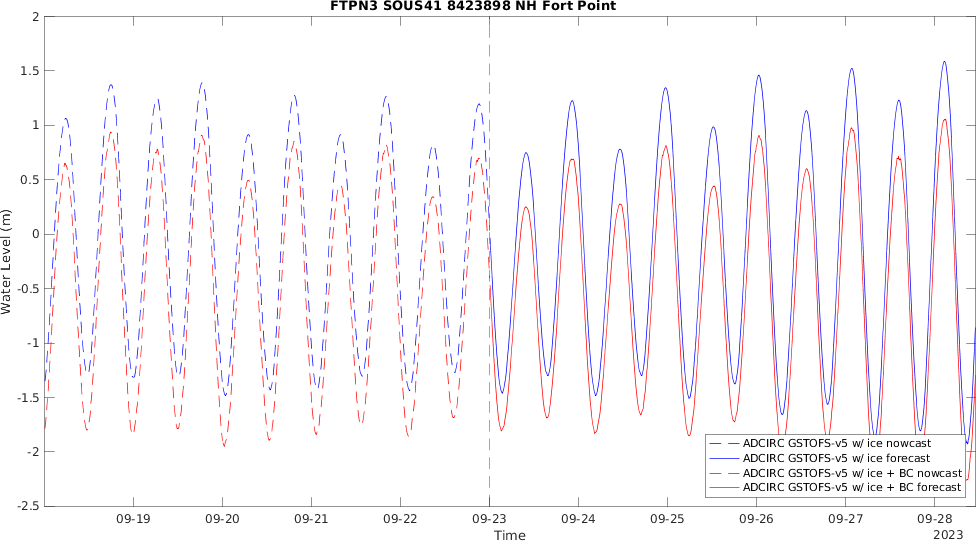 FTPN3 SOUS41 8423898 NH Fort Point
2
1.5
1
0.5
0
-0.5
-1
-1.5
-2
-2.5
Water Level (m)
ADCIRC GSTOFS-v5 w/ ice nowcast
ADCIRC GSTOFS-v5 w/ ice forecast
ADCIRC GSTOFS-v5 w/ ice + BC nowcast
ADCIRC GSTOFS-v5 w/ ice + BC forecast
09-19 09-20 09-21 09-22 09-23 09-24 09-25 09-26 09-27 09-28
Time 2023